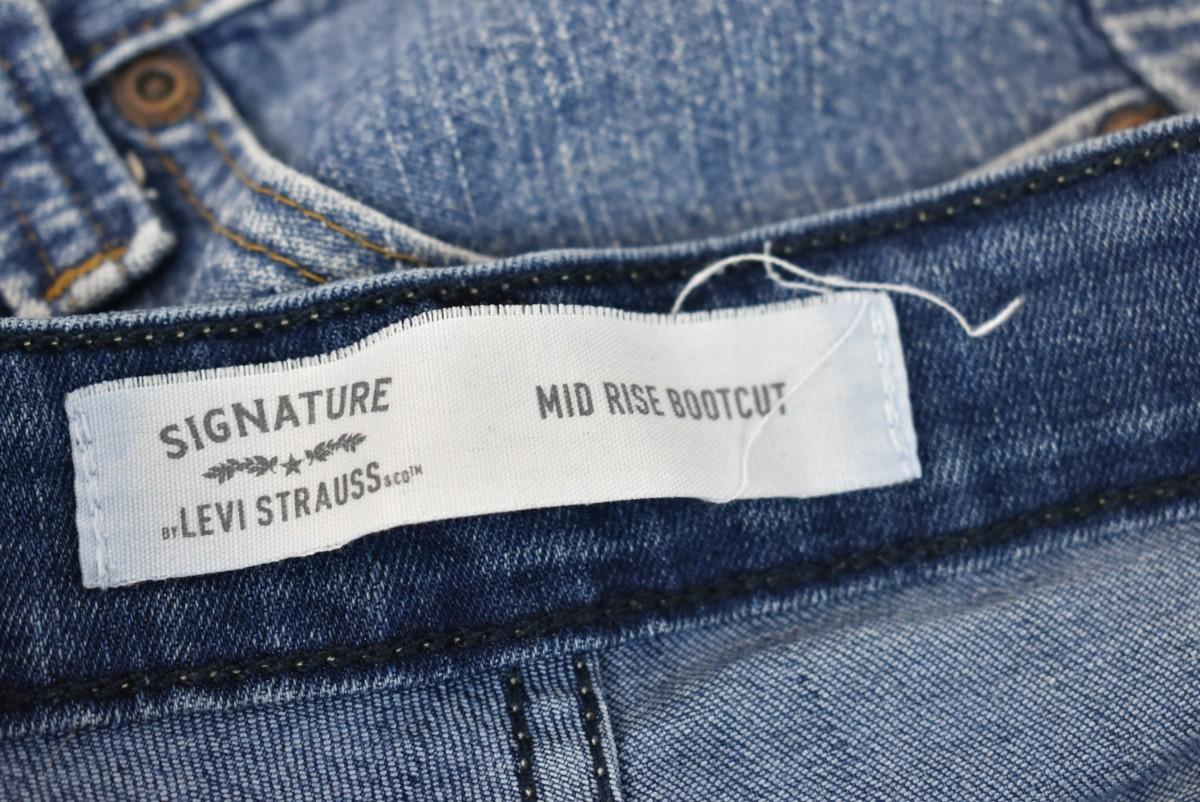 SIGNATURE
BY LEVI STRAUSS & CO™
MID RISE BOOTCUT